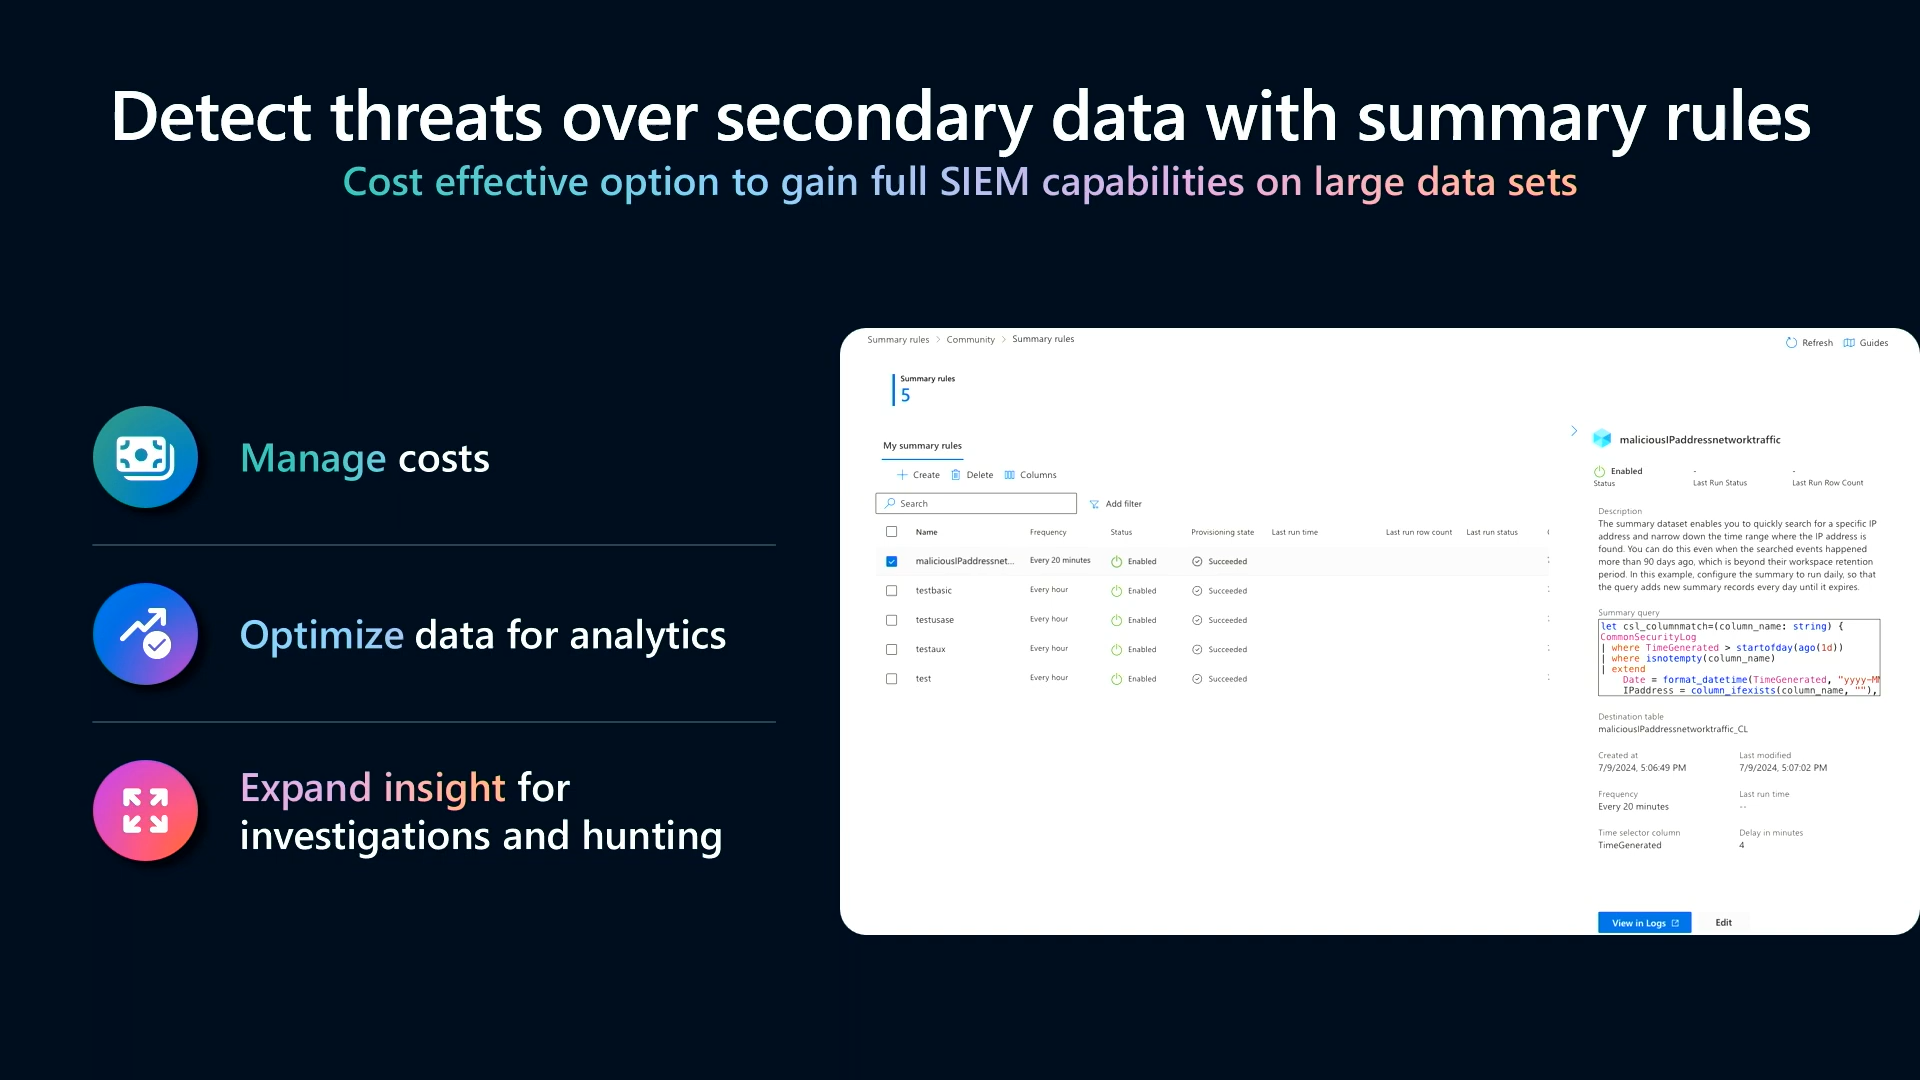 Detect threats over secondary data with summary rules
Cost effective option to gain full SIEM capabilities on large data sets
Manage costs
Optimize data for analytics
Expand insight for
investigations and hunting
Summary rules > Community > Summary rules
Refresh Guides
Summary rules
5
My summary rules
Create Delete Columns
Search Add filter
Name Frequency Status Provisioning state Last run time Last run row count Last run status
maliciousIPaddressnet... Every 20 minutes Enabled Succeeded
testbasic Every hour Enabled Succeeded
testusase Every hour Enabled Succeeded
testaux Every hour Enabled Succeeded
test Every hour Enabled Succeeded
maliciousIPaddressnetworktraffic
Enabled - -
Status Last Run Status Last Run Row Count
Description
The summary dataset enables you to quickly search for a specific IP
address and narrow down the time range where the IP address is
found. You can do this even when the searched events happened
more than 90 days ago, which is beyond their workspace retention
period. In this example, configure the summary to run daily, so that
the query adds new summary records every day until it expires.
Summary query
let csl_columnmatch=(column_name: string) {
CommonSecurityLog
| where TimeGenerated > startofday(ago(1d))
| where isnotempty(column_name)
| extend
Date = format_datetime(TimeGenerated, "yyyy-MM
IPaddress = column_ifexists(column_name, ""),
Destination table
maliciousIPaddressnetworktraffic_CL
Created at Last modified
7/9/2024, 5:06:49 PM 7/9/2024, 5:07:02 PM
Frequency Last run time
Every 20 minutes --
Time selector column Delay in minutes
TimeGenerated 4
View in Logs Edit